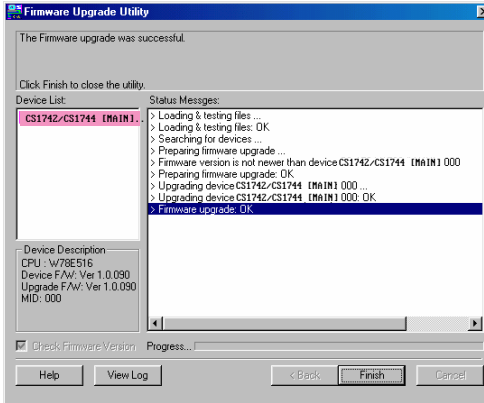 Firmware Upgrade Utility
The Firmware upgrade was successful.
Click Finish to close the utility.
Device List:
CS1742/CS1744 [MAIN]..
Status Messges:
> Loading & testing files ...
> Loading & testing files: OK
> Searching for devices ...
> Preparing firmware upgrade ...
> Firmware version is not newer than device CS1742/CS1744 [MAIN] 000
> Preparing firmware upgrade: OK
> Upgrading device CS1742/CS1744 [MAIN] 000 ...
> Upgrading device CS1742/CS1744 [MAIN] 000: OK
> Firmware upgrade: OK
Device Description
CPU : W78E516
Device F/W: Ver 1.0.090
Upgrade F/W: Ver 1.0.090
MID: 000
Check Firmware Version
Progress...
Help
View Log
< Back
Finish
Cancel